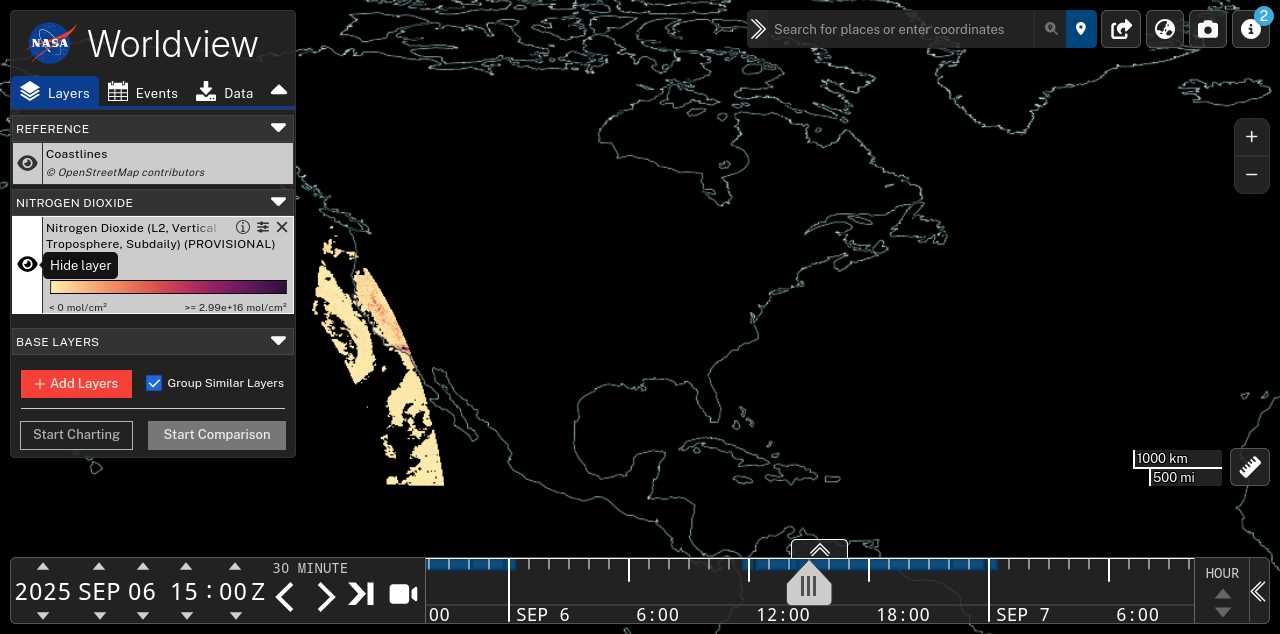 NASA
Worldview
Layers
Events
Data
REFERENCE
Coastlines
© OpenStreetMap contributors
NITROGEN DIOXIDE
Nitrogen Dioxide (L2, Vertical
Troposphere, Subdaily) (PROVISIONAL)
Hide layer
< 0 mol/cm²
>= 2.99e+16 mol/cm²
BASE LAYERS
+ Add Layers
Group Similar Layers
Start Charting
Start Comparison
Search for places or enter coordinates
2
+
−
1000 km
500 mi
2025 SEP 06 15 : 00 Z
30 MINUTE
00
SEP 6
6:00
12:00
18:00
SEP 7
6:00
HOUR